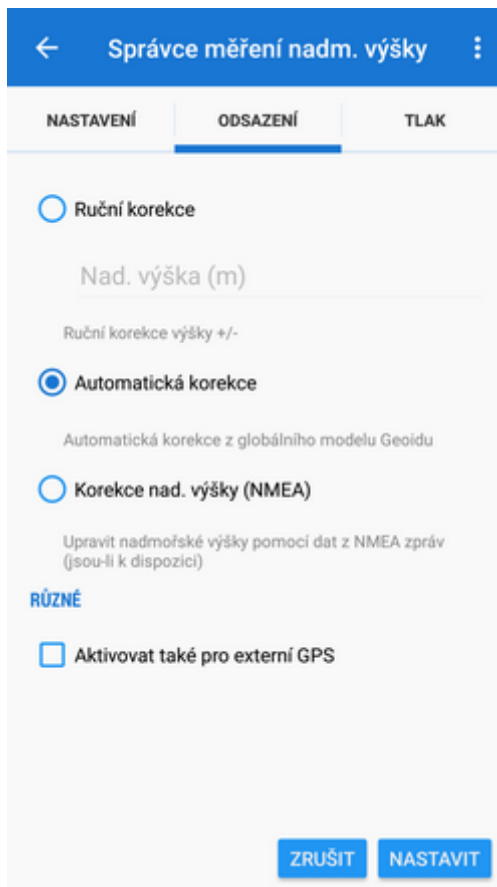 Správce měření nadm. výšky
NASTAVENÍ ODSAZENÍ TLAK
Ruční korekce
Nad. výška (m)
Ruční korekce výšky +/-
Automatická korekce
Automatická korekce z globálního modelu Geoidu
Korekce nad. výšky (NMEA)
Upravit nadmořské výšky pomocí dat z NMEA zpráv
(jsou-li k dispozici)
RŮZNÉ
Aktivovat také pro externí GPS
ZRUŠIT NASTAVIT